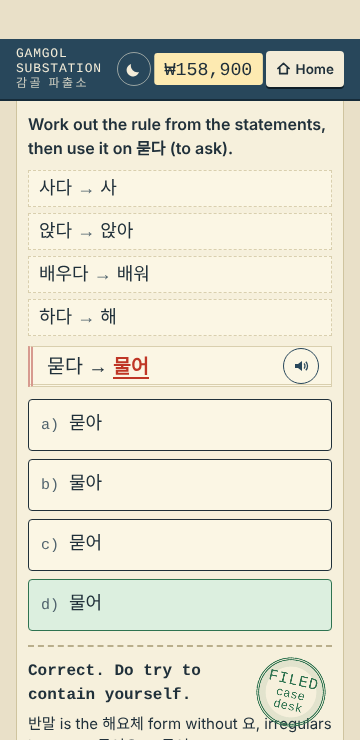 GAMGOL
SUBSTATION
감골 파출소
₩158,900
Home
Work out the rule from the statements,
then use it on 묻다 (to ask).
사다 → 사
앉다 → 앉아
배우다 → 배워
하다 → 해
묻다 → 물어
a) 묻아
b) 물아
c) 묻어
d) 물어
Correct. Do try to
contain yourself.
FILED
case
desk
반말 is the 해요체 form without 요, irregulars